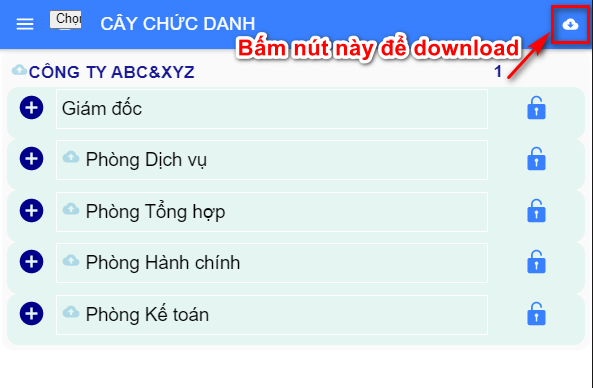 Chọn
CÂY CHỨC DANH
Bấm nút này để download
CÔNG TY ABC&XYZ 1
Giám đốc
Phòng Dịch vụ
Phòng Tổng hợp
Phòng Hành chính
Phòng Kế toán